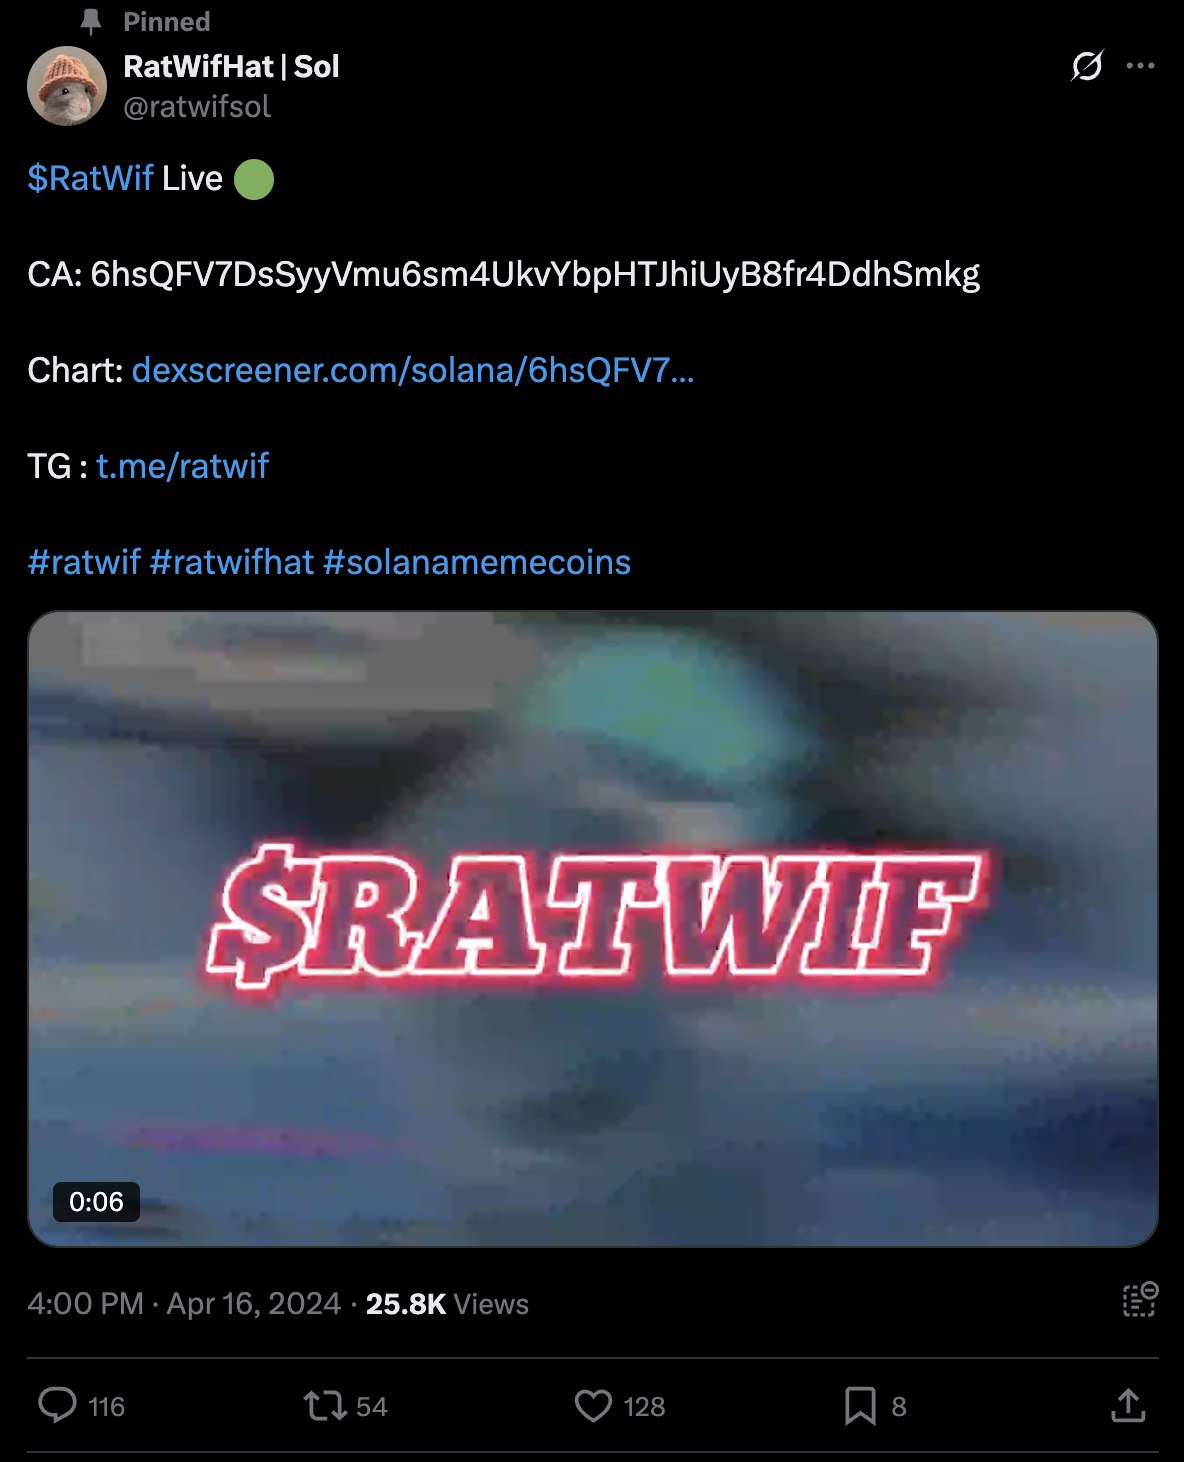 Pinned
RatWifHat | Sol
@ratwifsol
$RatWif Live
CA: 6hsQFV7DsSyyVmu6sm4UkvYbpHTJhiUyB8fr4DdhSmkg
Chart: dexscreener.com/solana/6hsQFV7...
TG : t.me/ratwif
#ratwif #ratwifhat #solanamemecoins
$RATWIF
0:06
4:00 PM · Apr 16, 2024 · 25.8K Views
116 54 128 8